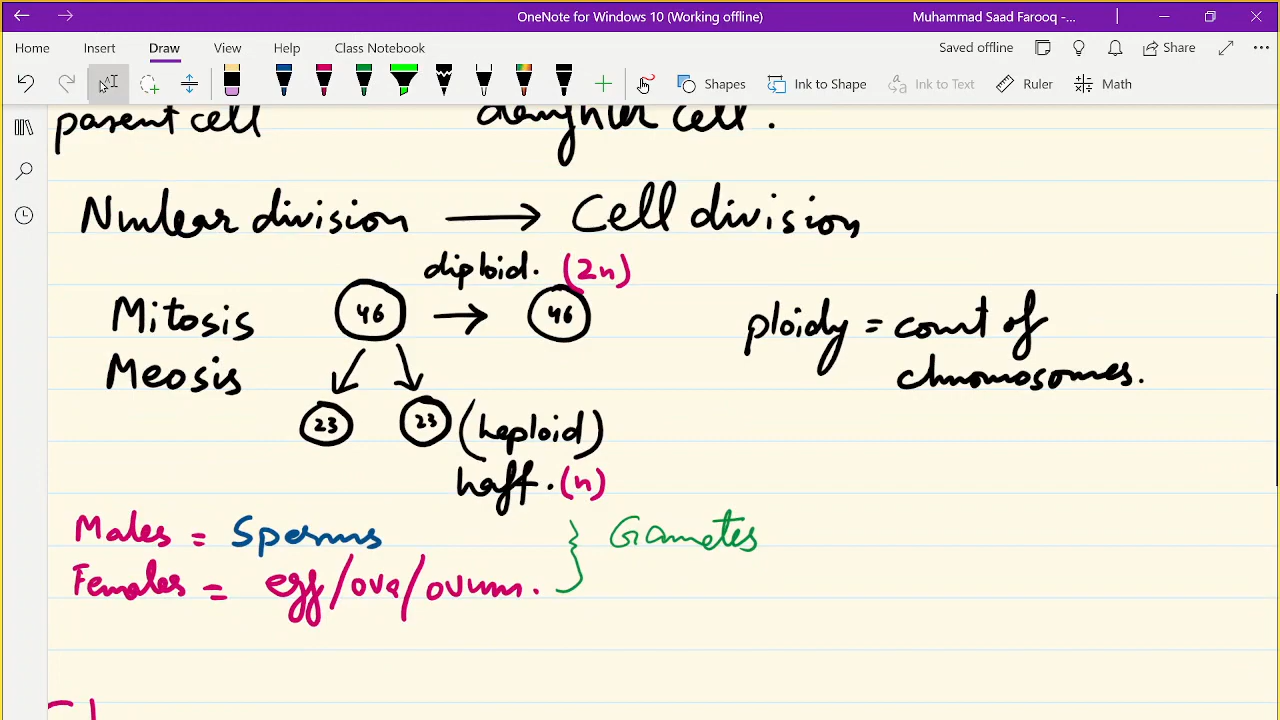 OneNote for Windows 10 (Working offline)
Muhammad Saad Farooq -...
Home Insert Draw View Help Class Notebook
Saved offline Share
Shapes Ink to Shape Ink to Text Ruler Math
parent cell daughter cell.
Nuclear division → Cell division
diploid. (2n)
Mitosis 46 → 46
ploidy = count of
chromosomes.
Meosis
23 23 (heploid)
half. (n)
Males = Sperms
Females = egg/ova/ovum.
} Gametes